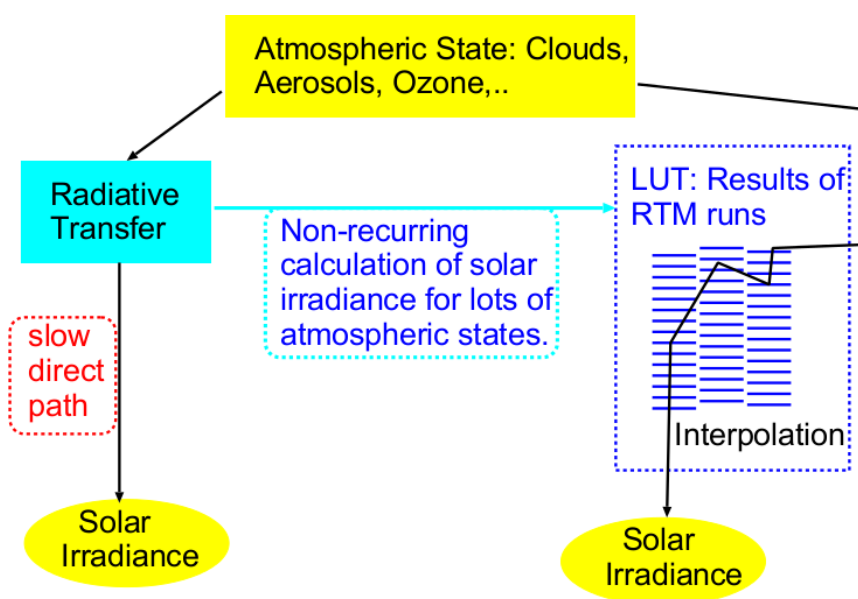 Atmospheric State: Clouds,
Aerosols, Ozone,..
Radiative
Transfer
LUT: Results of
RTM runs
Non-recurring
calculation of solar
irradiance for lots of
atmospheric states.
slow
direct
path
Interpolation
Solar
Irradiance
Solar
Irradiance